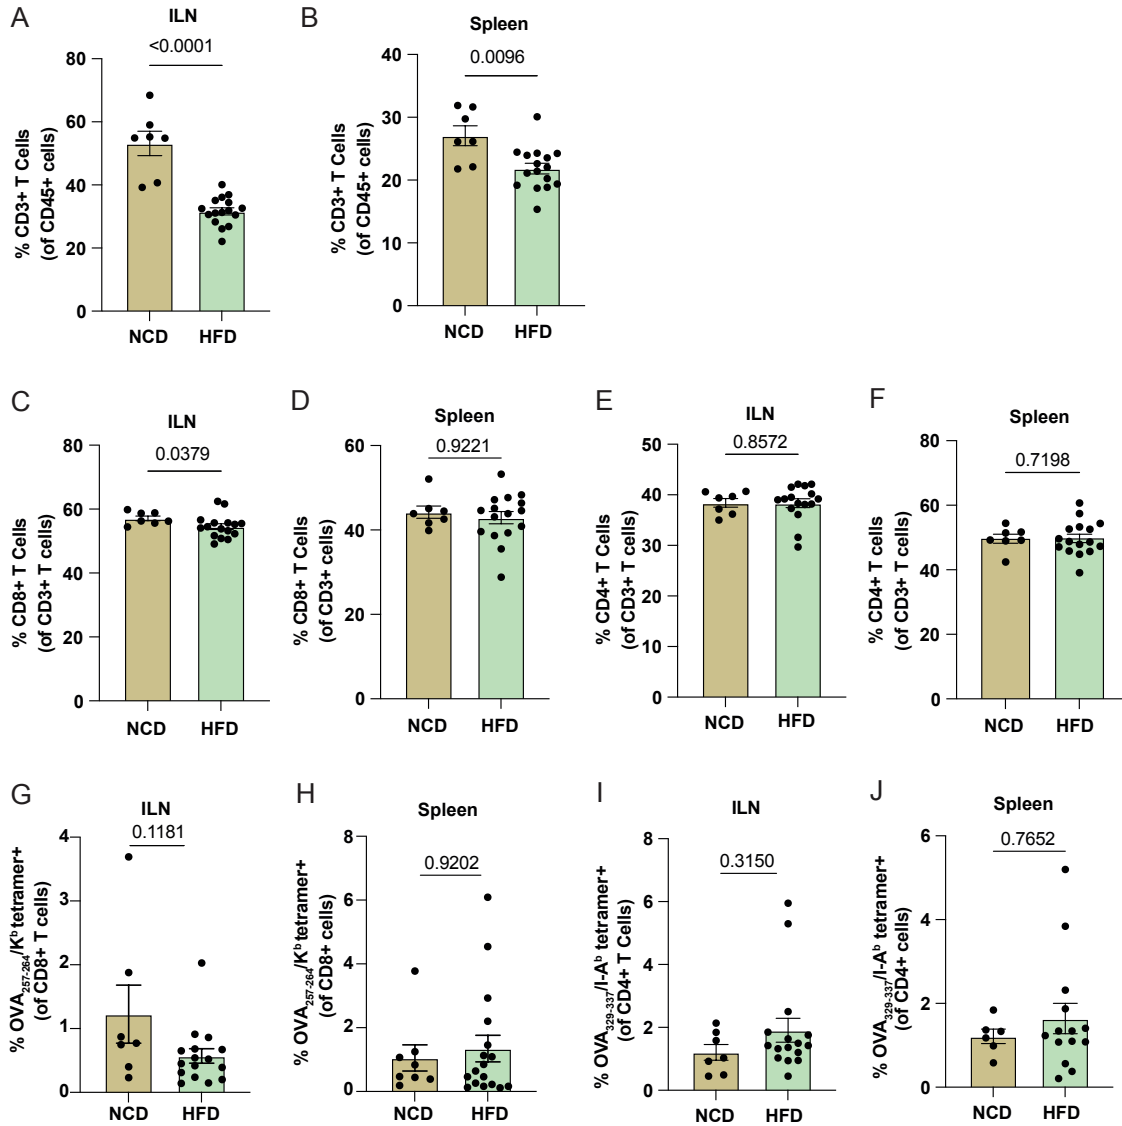 A
ILN
<0.0001
% CD3+ T Cells
(of CD45+ cells)
80
60
40
20
0
NCD
HFD
B
Spleen
0.0096
% CD3+ T Cells
(of CD45+ cells)
40
30
20
10
0
NCD
HFD
C
ILN
0.0379
% CD8+ T Cells
(of CD3+ T Cells)
80
60
40
20
0
NCD
HFD
D
Spleen
0.9221
% CD8+ T Cells
(of CD3+ cells)
60
40
20
0
NCD
HFD
E
ILN
0.8572
% CD4+ T Cells
(of CD3+ T Cells)
50
40
30
20
10
0
NCD
HFD
F
Spleen
0.7198
% CD4+ T Cells
(of CD3+ T Cells)
80
60
40
20
0
NCD
HFD
G
ILN
0.1181
% OVA257-264/Kᵇ tetramer+
(of CD8+ T cells)
4
3
2
1
0
NCD
HFD
H
Spleen
0.9202
% OVA257-264/Kᵇ tetramer+
(of CD8+ cells)
8
6
4
2
0
NCD
HFD
I
ILN
0.3150
% OVA329-337/I-Aᵇ tetramer+
(of CD4+ T Cells)
8
6
4
2
0
NCD
HFD
J
Spleen
0.7652
% OVA329-337/I-Aᵇ tetramer+
(of CD4+ cells)
6
4
2
0
NCD
HFD